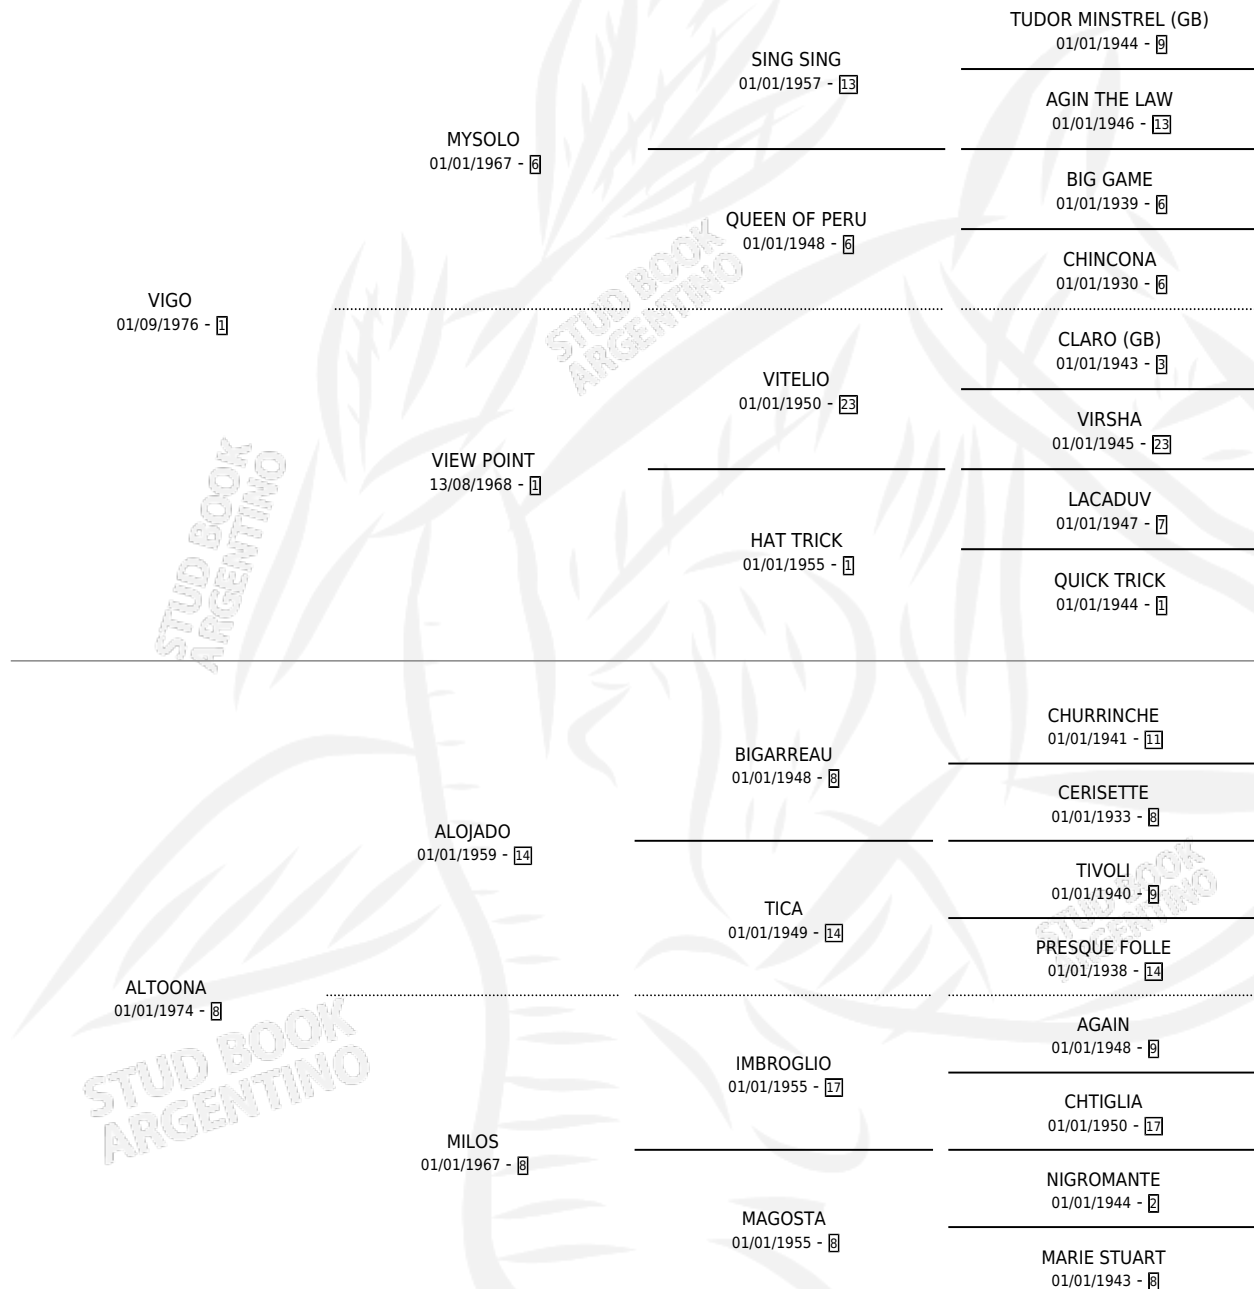 TUDOR MINSTREL (GB)
01/01/1944 - 9
SING SING
01/01/1957 - 13
AGIN THE LAW
01/01/1946 - 13
MYSOLO
01/01/1967 - 6
BIG GAME
01/01/1939 - 6
QUEEN OF PERU
01/01/1948 - 6
CHINCONA
01/01/1930 - 6
VIGO
01/09/1976 - 1
CLARO (GB)
01/01/1943 - 3
VITELIO
01/01/1950 - 23
VIRSHA
01/01/1945 - 23
VIEW POINT
13/08/1968 - 1
LACADUV
01/01/1947 - 7
HAT TRICK
01/01/1955 - 1
QUICK TRICK
01/01/1944 - 1
STUD BOOK
ARGENTINO
STUD BOOK
ARGENTINO
CHURRINCHE
01/01/1941 - 11
BIGARREAU
01/01/1948 - 8
CERISETTE
01/01/1933 - 8
ALOJADO
01/01/1959 - 14
TIVOLI
01/01/1940 - 9
TICA
01/01/1949 - 14
PRESQUE FOLLE
01/01/1938 - 14
STUD BOOK
ARGENTINO
ALTOONA
01/01/1974 - 8
AGAIN
01/01/1948 - 9
IMBROGLIO
01/01/1955 - 17
CHTIGLIA
01/01/1950 - 17
MILOS
01/01/1967 - 8
NIGROMANTE
01/01/1944 - 2
MAGOSTA
01/01/1955 - 8
MARIE STUART
01/01/1943 - 8
STUD BOOK
ARGENTINO